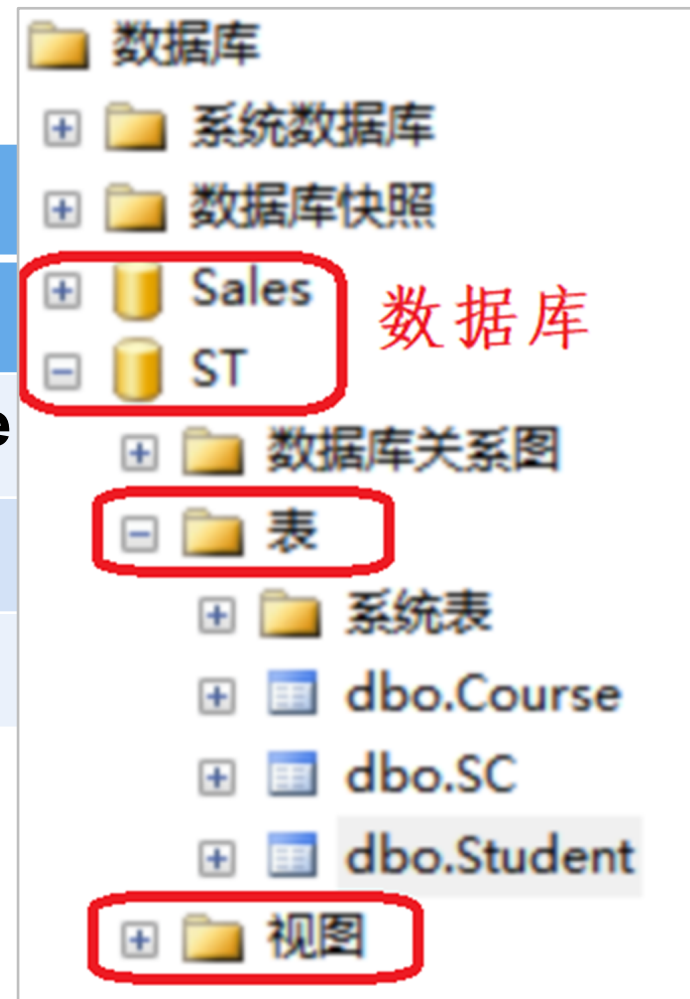 数据库
系统数据库
数据库快照
Sales
数据库
ST
e
数据库关系图
表
系统表
dbo.Course
dbo.SC
dbo.Student
视图